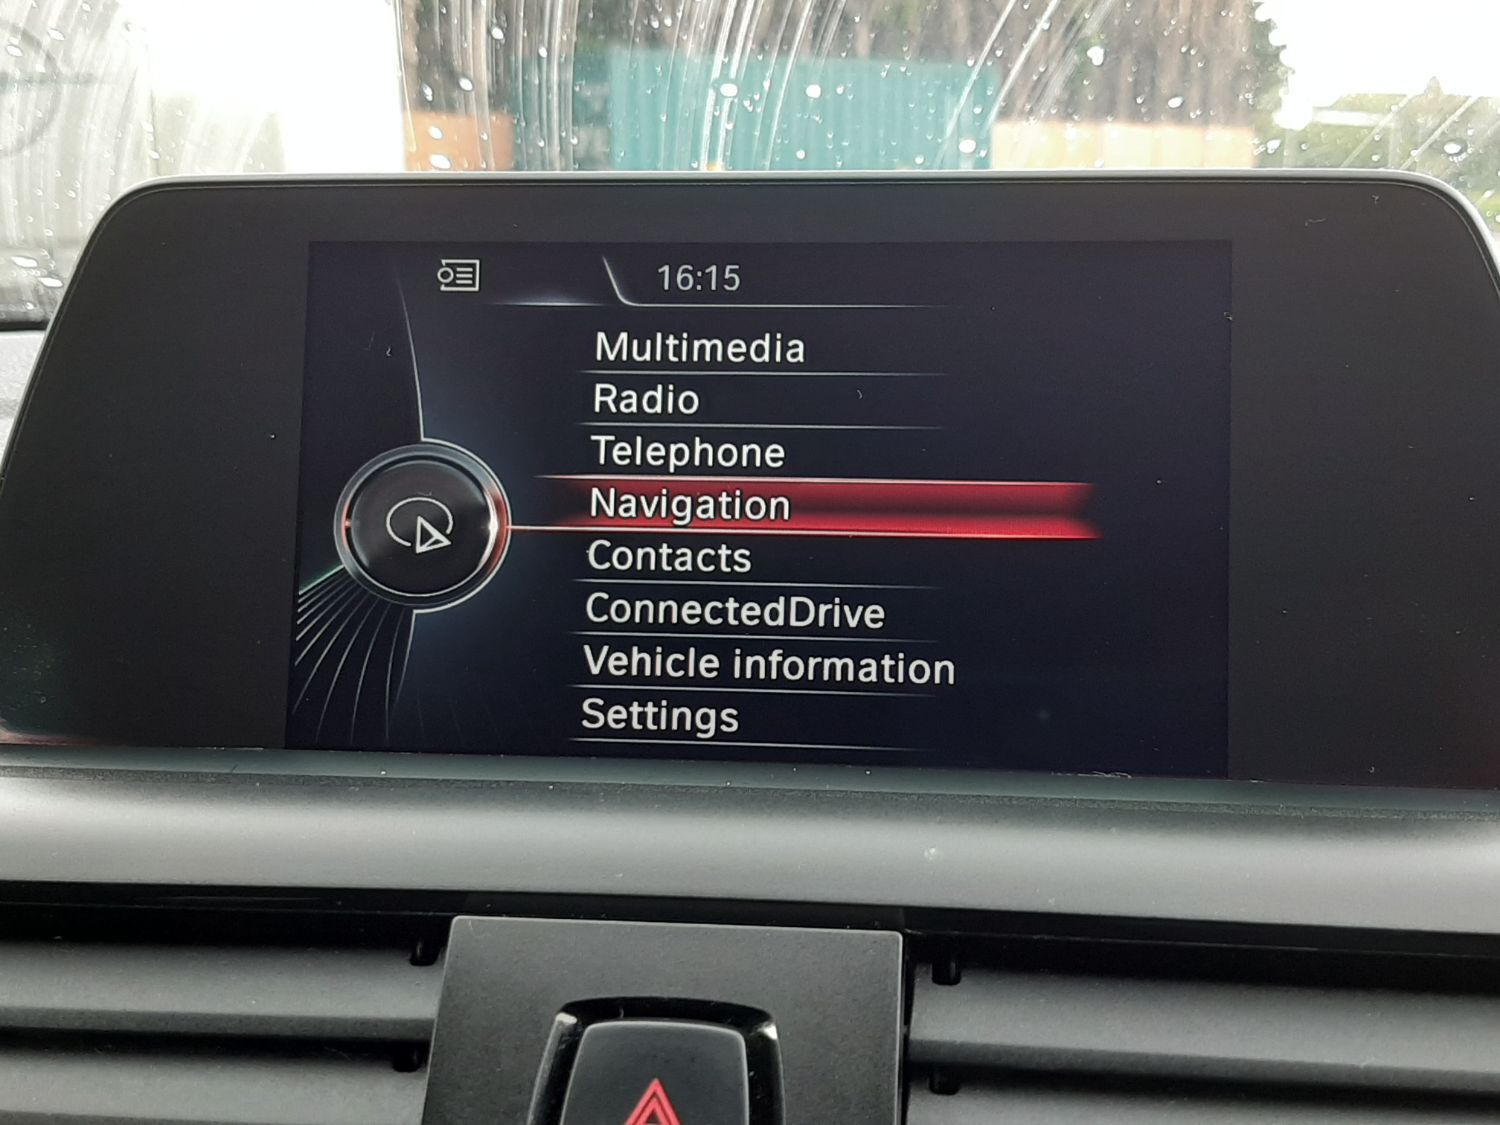 16:15
Multimedia
Radio
Telephone
Navigation
Contacts
ConnectedDrive
Vehicle information
Settings